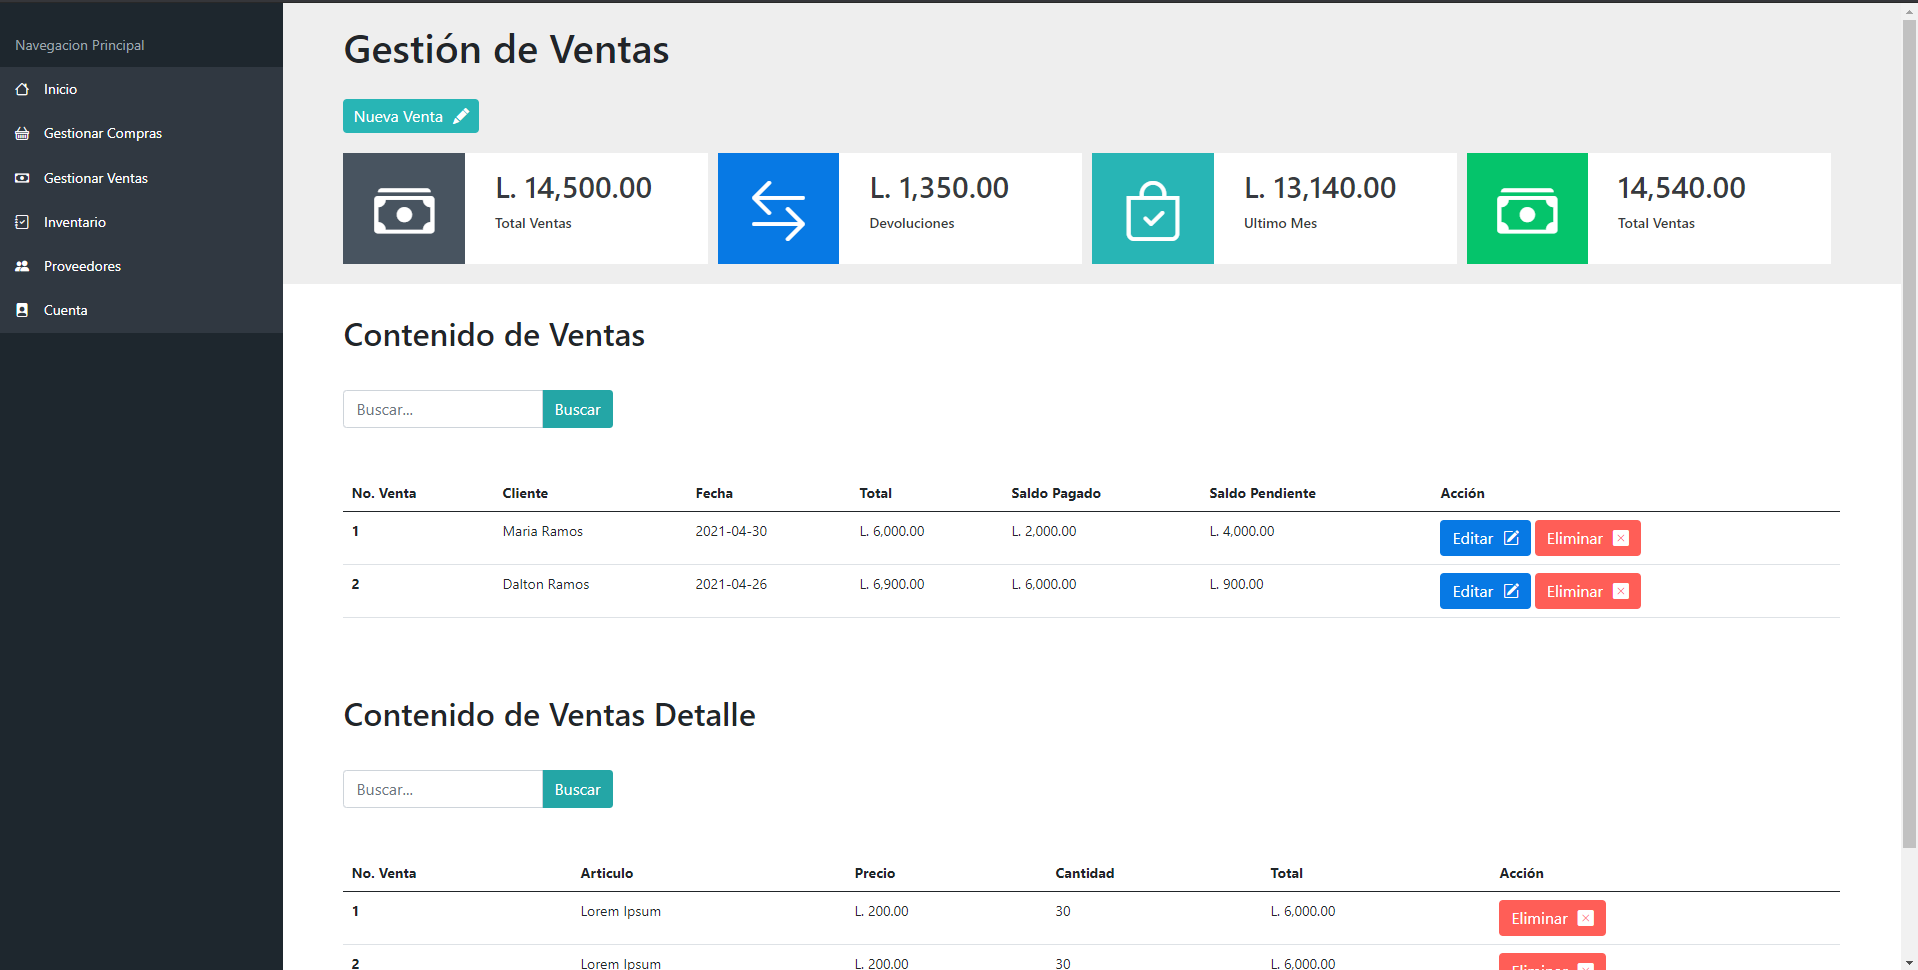 Navegacion Principal
Inicio
Gestionar Compras
Gestionar Ventas
Inventario
Proveedores
Cuenta
Gestión de Ventas
Nueva Venta
L. 14,500.00
Total Ventas
L. 1,350.00
Devoluciones
L. 13,140.00
Ultimo Mes
14,540.00
Total Ventas
Contenido de Ventas
Buscar... Buscar
No. Venta Cliente Fecha Total Saldo Pagado Saldo Pendiente Acción
1 Maria Ramos 2021-04-30 L. 6,000.00 L. 2,000.00 L. 4,000.00 Editar Eliminar
2 Dalton Ramos 2021-04-26 L. 6,900.00 L. 6,000.00 L. 900.00 Editar Eliminar
Contenido de Ventas Detalle
Buscar... Buscar
No. Venta Articulo Precio Cantidad Total Acción
1 Lorem Ipsum L. 200.00 30 L. 6,000.00 Eliminar
2 Lorem Ipsum L. 200.00 30 L. 6,000.00 Eliminar